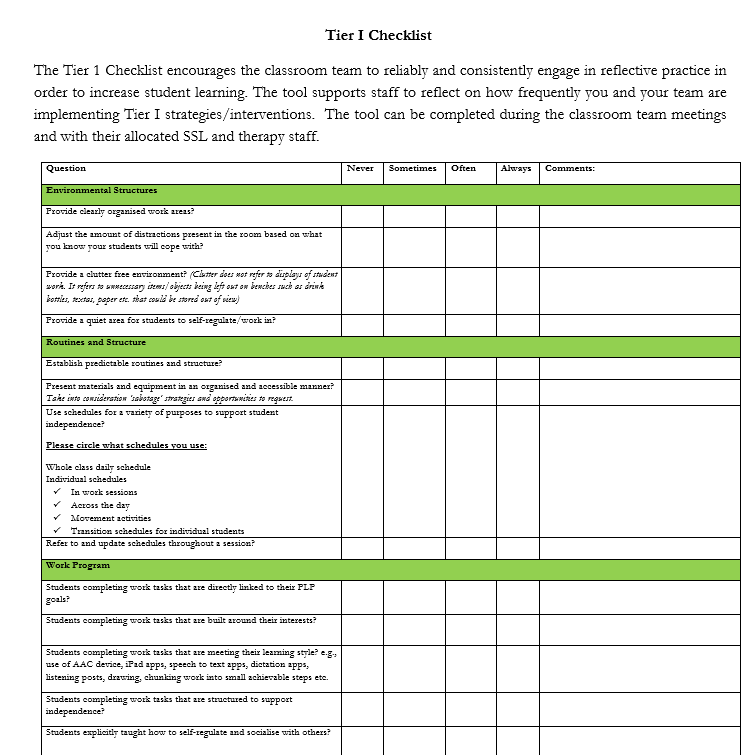 Tier I Checklist
The Tier 1 Checklist encourages the classroom team to reliably and consistently engage in reflective practice in
order to increase student learning. The tool supports staff to reflect on how frequently you and your team are
implementing Tier I strategies/interventions. The tool can be completed during the classroom team meetings
and with their allocated SSL and therapy staff.
Question Never Sometimes Often Always Comments:
Environmental Structures
Provide clearly organised work areas?
Adjust the amount of distractions present in the room based on what
you know your students will cope with?
Provide a clutter free environment? (Clutter does not refer to displays of student
work. It refers to unnecessary items/objects being left out on benches such as drink
bottles, textas, paper etc. that could be stored out of view)
Provide a quiet area for students to self-regulate/work in?
Routines and Structure
Establish predictable routines and structure?
Present materials and equipment in an organised and accessible manner?
Take into consideration 'sabotage' strategies and opportunities to request.
Use schedules for a variety of purposes to support student
independence?
Please circle what schedules you use:
Whole class daily schedule
Individual schedules
✓ In work sessions
✓ Across the day
✓ Movement activities
✓ Transition schedules for individual students
Refer to and update schedules throughout a session?
Work Program
Students completing work tasks that are directly linked to their PLP
goals?
Students completing work tasks that are built around their interests?
Students completing work tasks that are meeting their learning style? e.g.,
use of AAC device, iPad apps, speech to text apps, dictation apps,
listening posts, drawing, chunking work into small achievable steps etc.
Students completing work tasks that are structured to support
independence?
Students explicitly taught how to self-regulate and socialise with others?